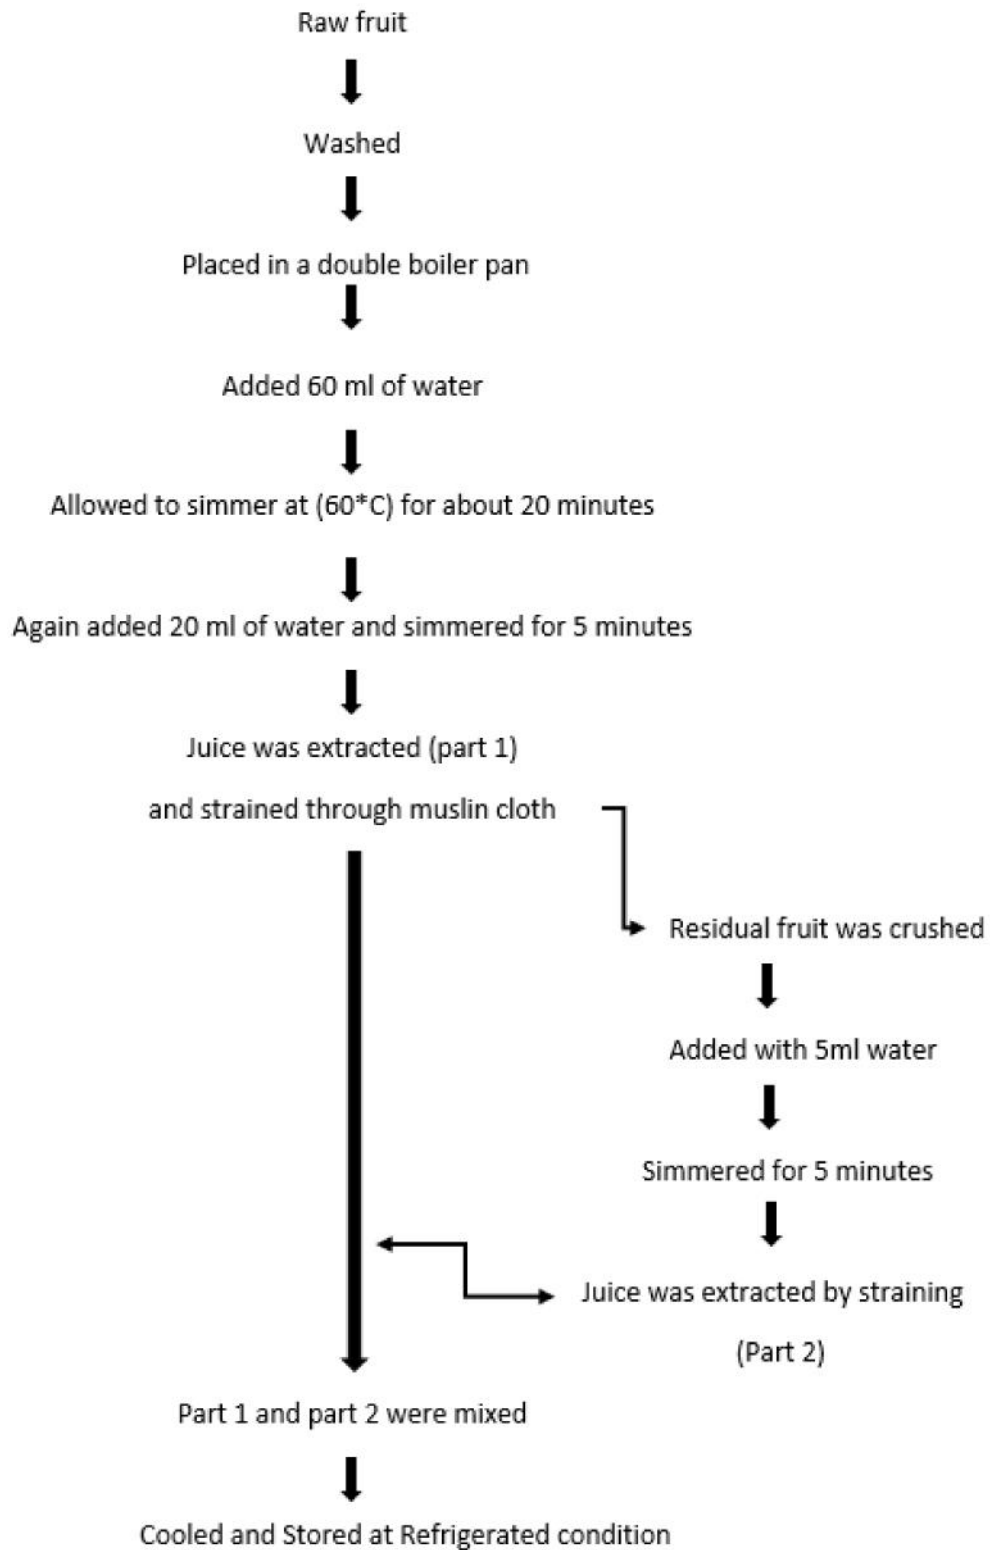 Raw fruit
Washed
Placed in a double boiler pan
Added 60 ml of water
Allowed to simmer at (60*C) for about 20 minutes
Again added 20 ml of water and simmered for 5 minutes
Juice was extracted (part 1)
and strained through muslin cloth
Residual fruit was crushed
Added with 5ml water
Simmered for 5 minutes
Juice was extracted by straining
(Part 2)
Part 1 and part 2 were mixed
Cooled and Stored at Refrigerated condition